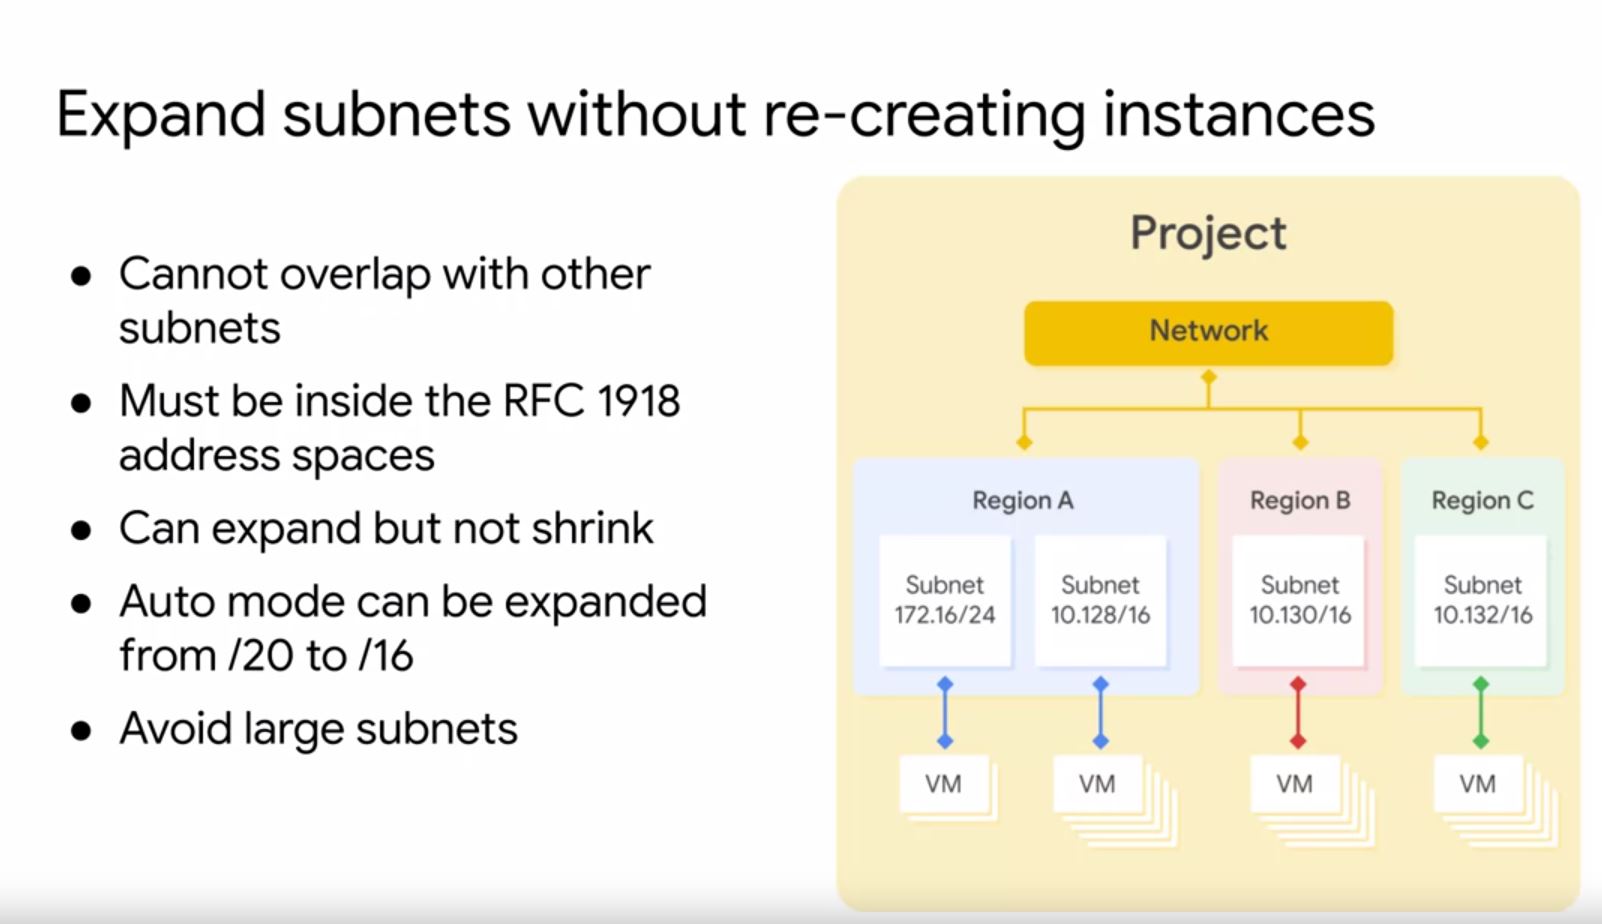 Expand subnets without re-creating instances
● Cannot overlap with other
subnets
● Must be inside the RFC 1918
address spaces
● Can expand but not shrink
● Auto mode can be expanded
from /20 to /16
● Avoid large subnets
Project
Network
Region A
Subnet
172.16/24
Subnet
10.128/16
Region B
Subnet
10.130/16
Region C
Subnet
10.132/16
VM
VM
VM
VM